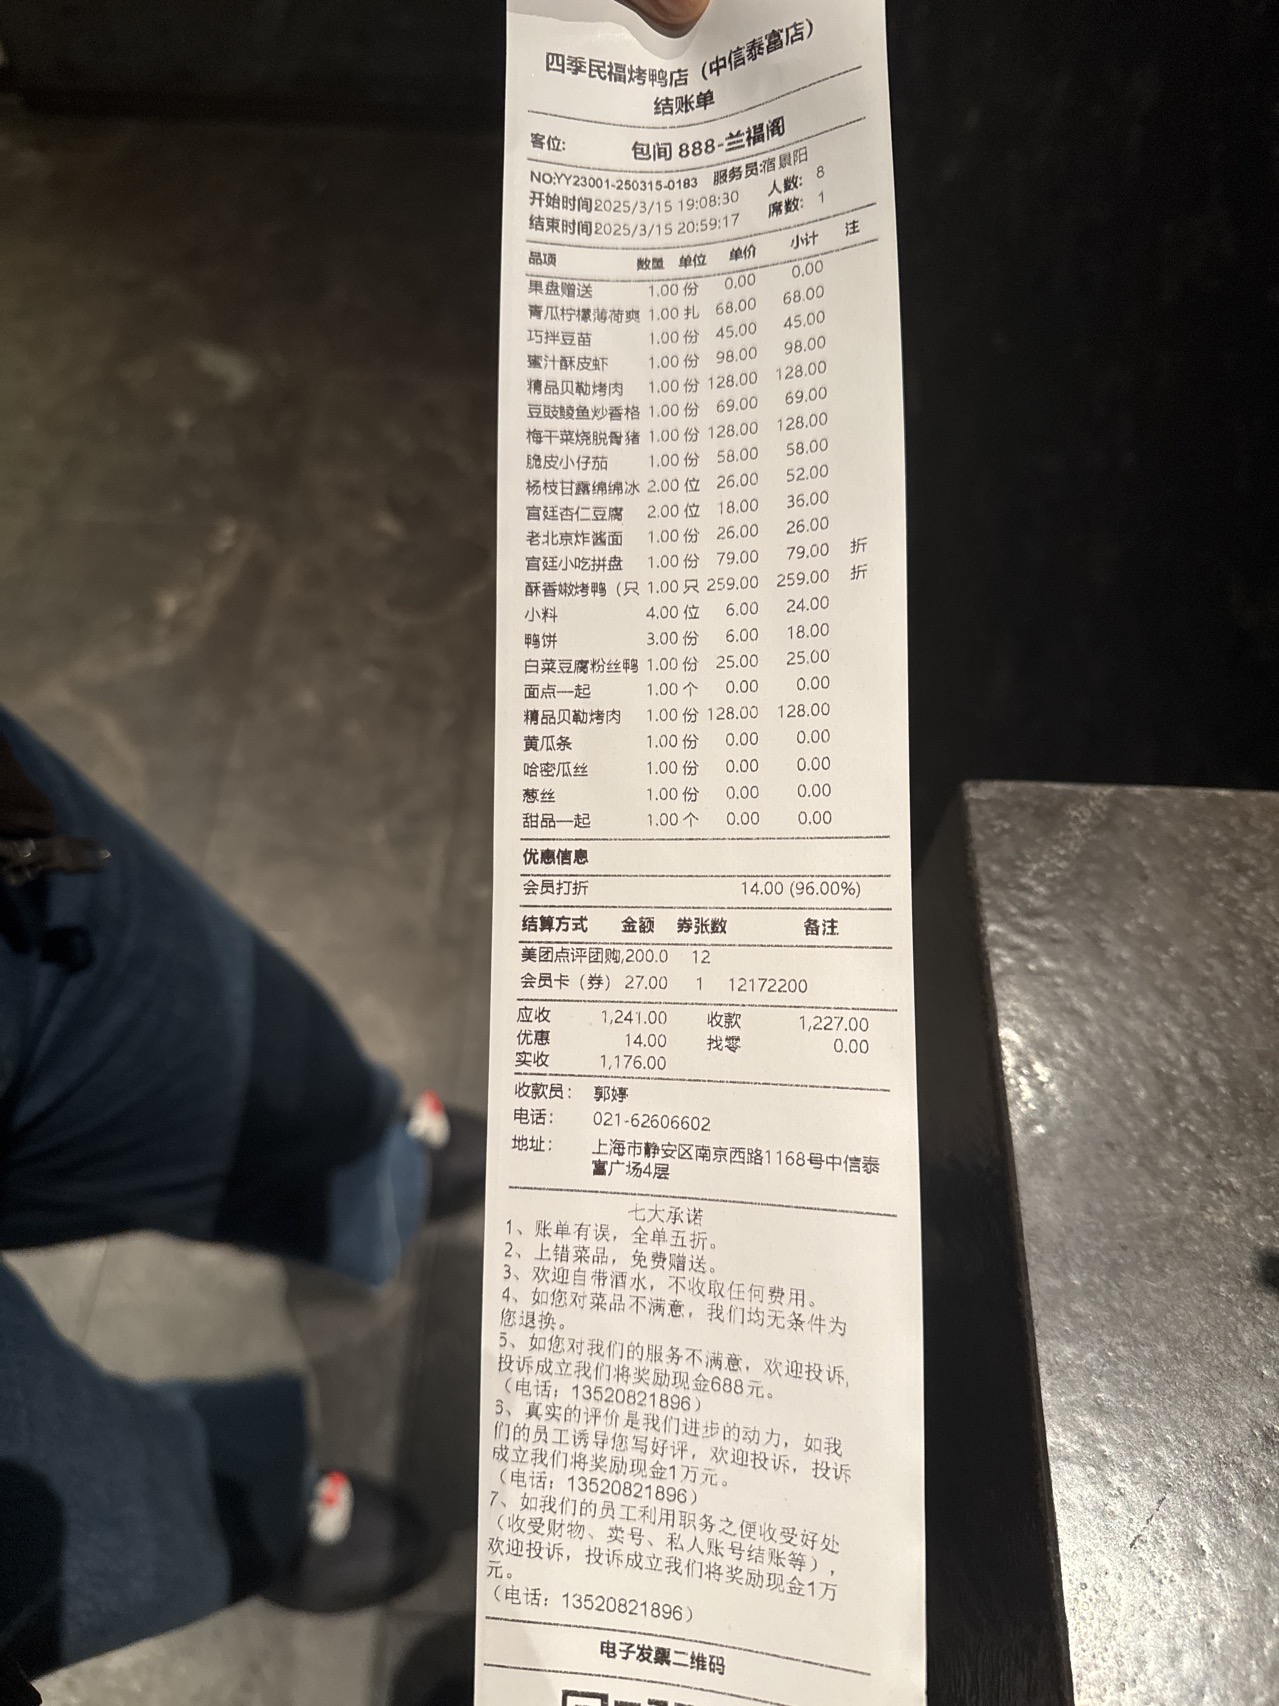 四季民福烤鸭店（中信泰富店）
结账单
客位: 包间 888-兰福阁
NO:YY23001-250315-0183 服务员:宿景阳
开始时间2025/3/15 19:08:30 人数: 8
结束时间2025/3/15 20:59:17 席数: 1
品项 数量 单位 单价 小计 注
果盘赠送 1.00 份 0.00 0.00
青瓜柠檬薄荷爽 1.00 扎 68.00 68.00
巧拌豆苗 1.00 份 45.00 45.00
蜜汁酥皮虾 1.00 份 98.00 98.00
精品贝勒烤肉 1.00 份 128.00 128.00
豆豉鲮鱼炒香格 1.00 份 69.00 69.00
梅干菜烧脱骨猪 1.00 份 128.00 128.00
脆皮小仔茄 1.00 份 58.00 58.00
杨枝甘露绵绵冰 2.00 位 26.00 52.00
宫廷杏仁豆腐 2.00 位 18.00 36.00
老北京炸酱面 1.00 份 26.00 26.00
宫廷小吃拼盘 1.00 份 79.00 79.00 折
酥香嫩烤鸭（只 1.00 只 259.00 259.00 折
小料 4.00 位 6.00 24.00
鸭饼 3.00 份 6.00 18.00
白菜豆腐粉丝鸭 1.00 份 25.00 25.00
面点一起 1.00 个 0.00 0.00
精品贝勒烤肉 1.00 份 128.00 128.00
黄瓜条 1.00 份 0.00 0.00
哈密瓜丝 1.00 份 0.00 0.00
葱丝 1.00 份 0.00 0.00
甜品一起 1.00 个 0.00 0.00
优惠信息
会员打折 14.00 (96.00%)
结算方式 金额 券张数 备注
美团点评团购,200.0 12
会员卡（券） 27.00 1 12172200
应收 1,241.00 收款 1,227.00
优惠 14.00 找零 0.00
实收 1,176.00
收款员： 郭婷
电话： 021-62606602
地址： 上海市静安区南京西路1168号中信泰
富广场4层
七大承诺
1、账单有误，全单五折。
2、上错菜品，免费赠送。
3、欢迎自带酒水，不收取任何费用。
4、如您对菜品不满意，我们均无条件为
您退换。
5、如您对我们的服务不满意，欢迎投诉,
投诉成立我们将奖励现金688元。
（电话：13520821896）
6、真实的评价是我们进步的动力，如我
们的员工诱导您写好评，欢迎投诉，投诉
成立我们将奖励现金1万元。
（电话：13520821896）
7、如我们的员工利用职务之便收受好处
（收受财物、卖号、私人账号结账等），
欢迎投诉，投诉成立我们将奖励现金1万
元。
（电话：13520821896）
电子发票二维码